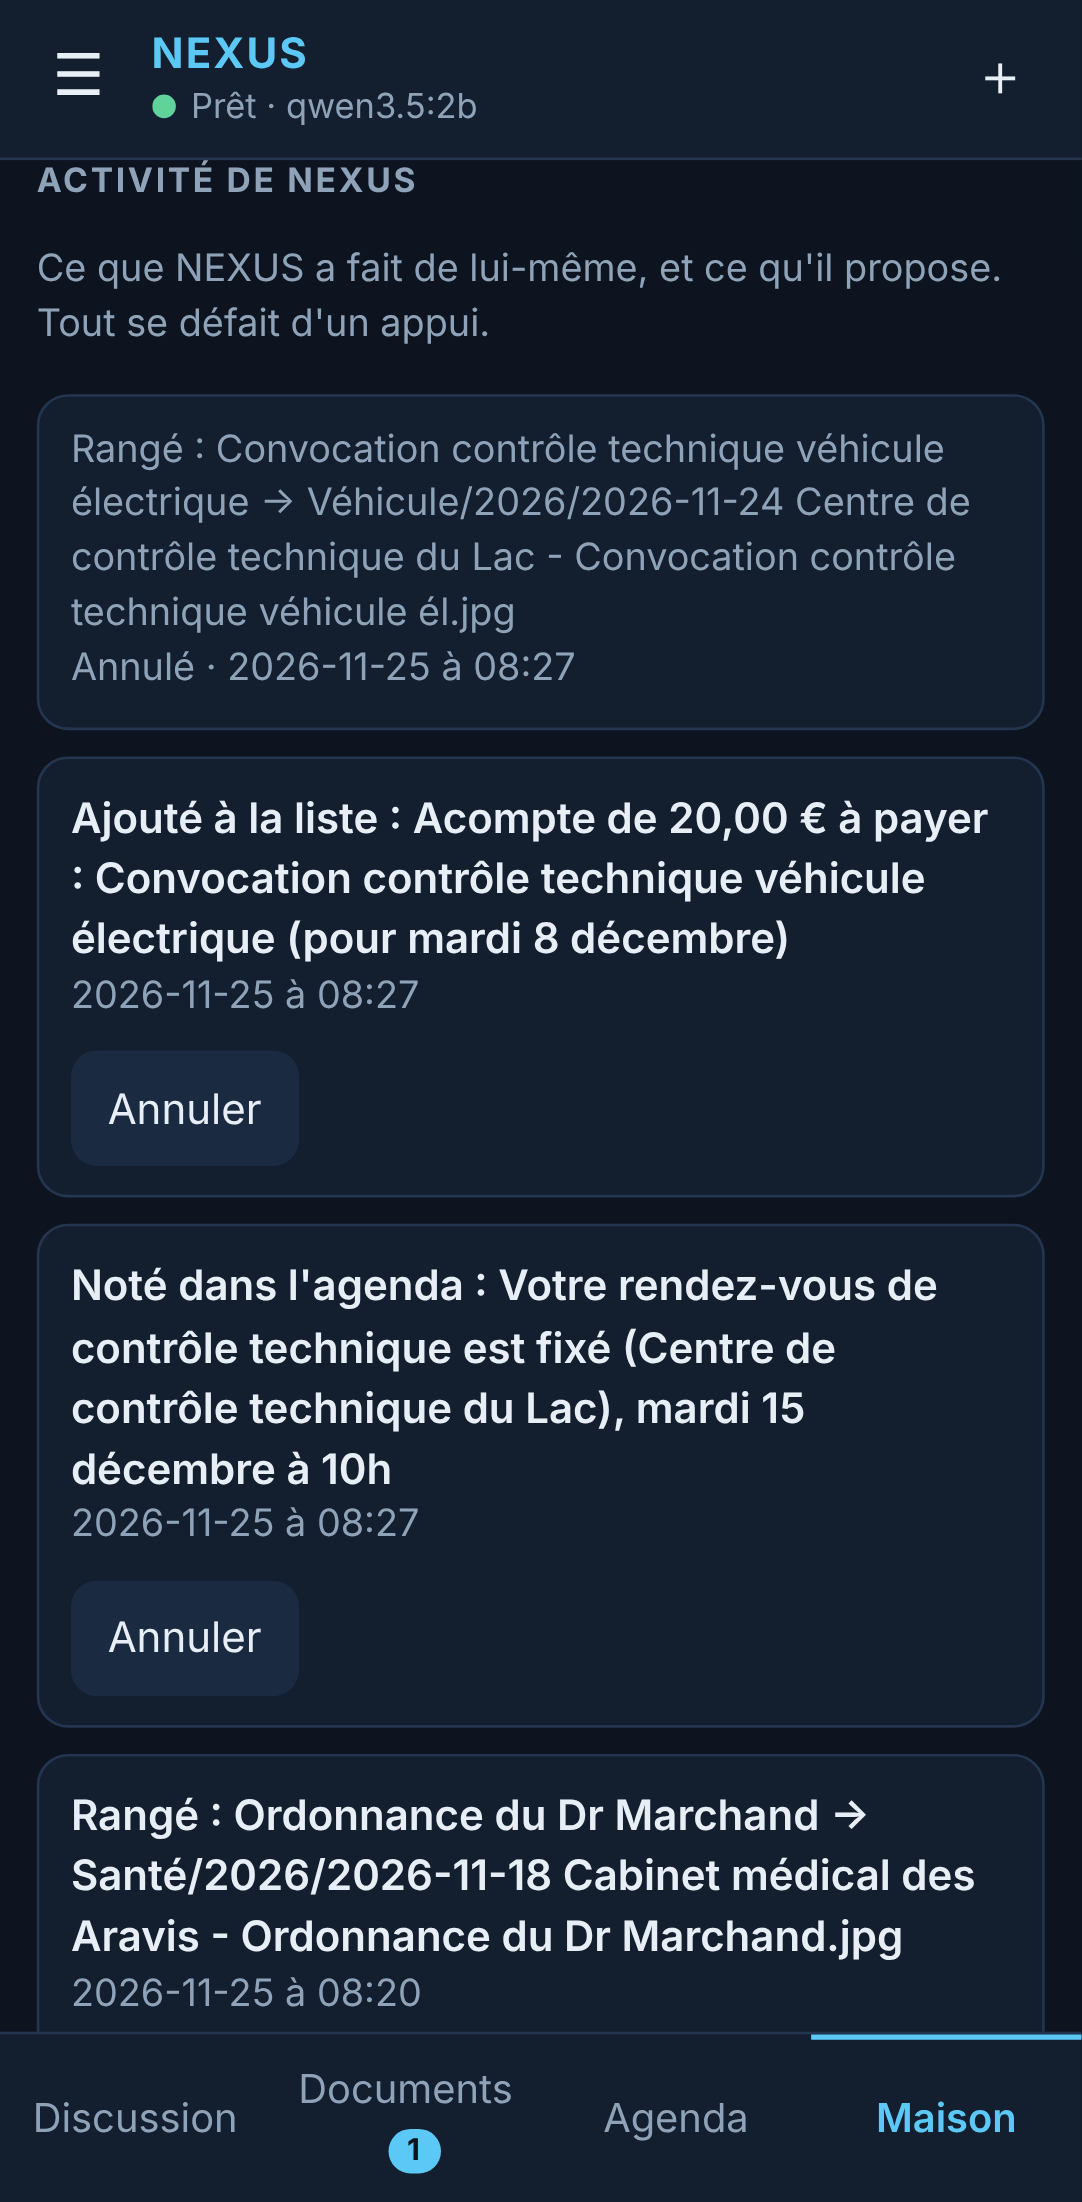 NEXUS
Prêt · qwen3.5:2b
+
ACTIVITÉ DE NEXUS
Ce que NEXUS a fait de lui-même, et ce qu'il propose.
Tout se défait d'un appui.
Rangé : Convocation contrôle technique véhicule
électrique → Véhicule/2026/2026-11-24 Centre de
contrôle technique du Lac - Convocation contrôle
technique véhicule él.jpg
Annulé · 2026-11-25 à 08:27
Ajouté à la liste : Acompte de 20,00 € à payer
: Convocation contrôle technique véhicule
électrique (pour mardi 8 décembre)
2026-11-25 à 08:27
Annuler
Noté dans l'agenda : Votre rendez-vous de
contrôle technique est fixé (Centre de
contrôle technique du Lac), mardi 15
décembre à 10h
2026-11-25 à 08:27
Annuler
Rangé : Ordonnance du Dr Marchand →
Santé/2026/2026-11-18 Cabinet médical des
Aravis - Ordonnance du Dr Marchand.jpg
2026-11-25 à 08:20
Discussion
Documents
1
Agenda
Maison